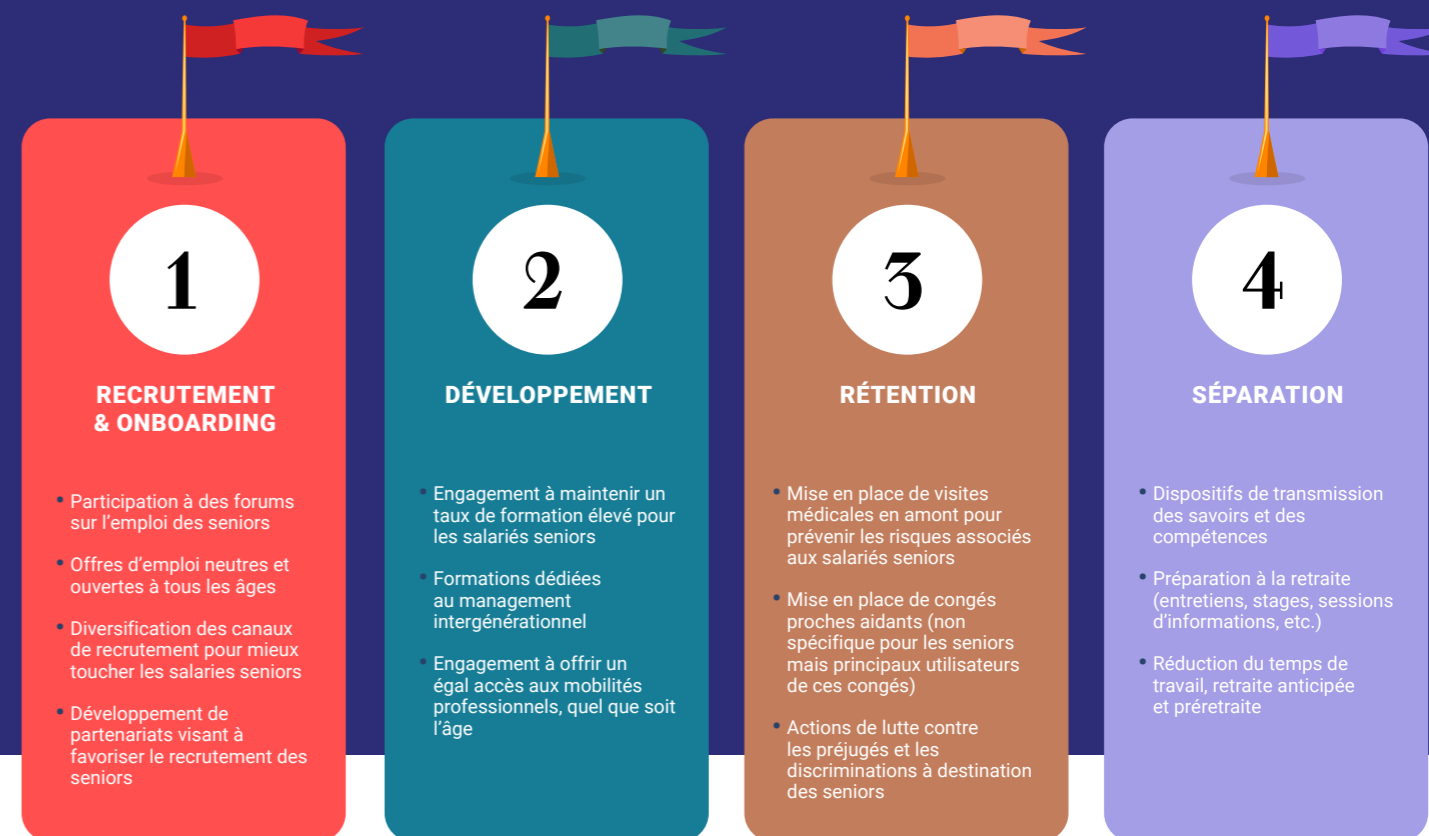 1
RECRUTEMENT
& ONBOARDING
• Participation à des forums
sur l’emploi des seniors
• Offres d’emploi neutres et
ouvertes à tous les âges
• Diversification des canaux
de recrutement pour mieux
toucher les salaries seniors
• Développement de
partenariats visant à
favoriser le recrutement des
seniors
2
DÉVELOPPEMENT
• Engagement à maintenir un
taux de formation élevé pour
les salariés seniors
• Formations dédiées
au management
intergénérationnel
• Engagement à offrir un
égal accès aux mobilités
professionnels, quel que soit
l’âge
3
RÉTENTION
• Mise en place de visites
médicales en amont pour
prévenir les risques associés
aux salariés seniors
• Mise en place de congés
proches aidants (non
spécifique pour les seniors
mais principaux utilisateurs
de ces congés)
• Actions de lutte contre
les préjugés et les
discriminations à destination
des seniors
4
SÉPARATION
• Dispositifs de transmission
des savoirs et des
compétences
• Préparation à la retraite
(entretiens, stages, sessions
d’informations, etc.)
• Réduction du temps de
travail, retraite anticipée
et préretraite